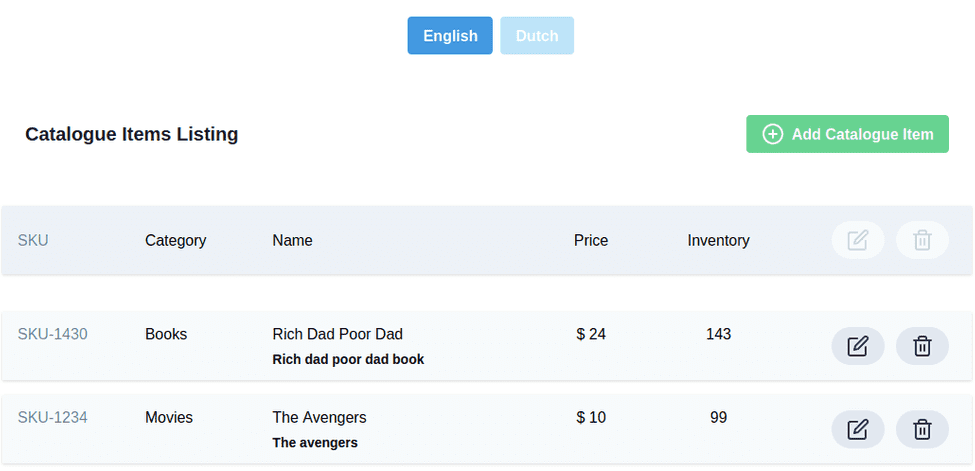 English Dutch
Catalogue Items Listing Add Catalogue Item
SKU Category Name Price Inventory
SKU-1430 Books Rich Dad Poor Dad $ 24 143
Rich dad poor dad book
SKU-1234 Movies The Avengers $ 10 99
The avengers